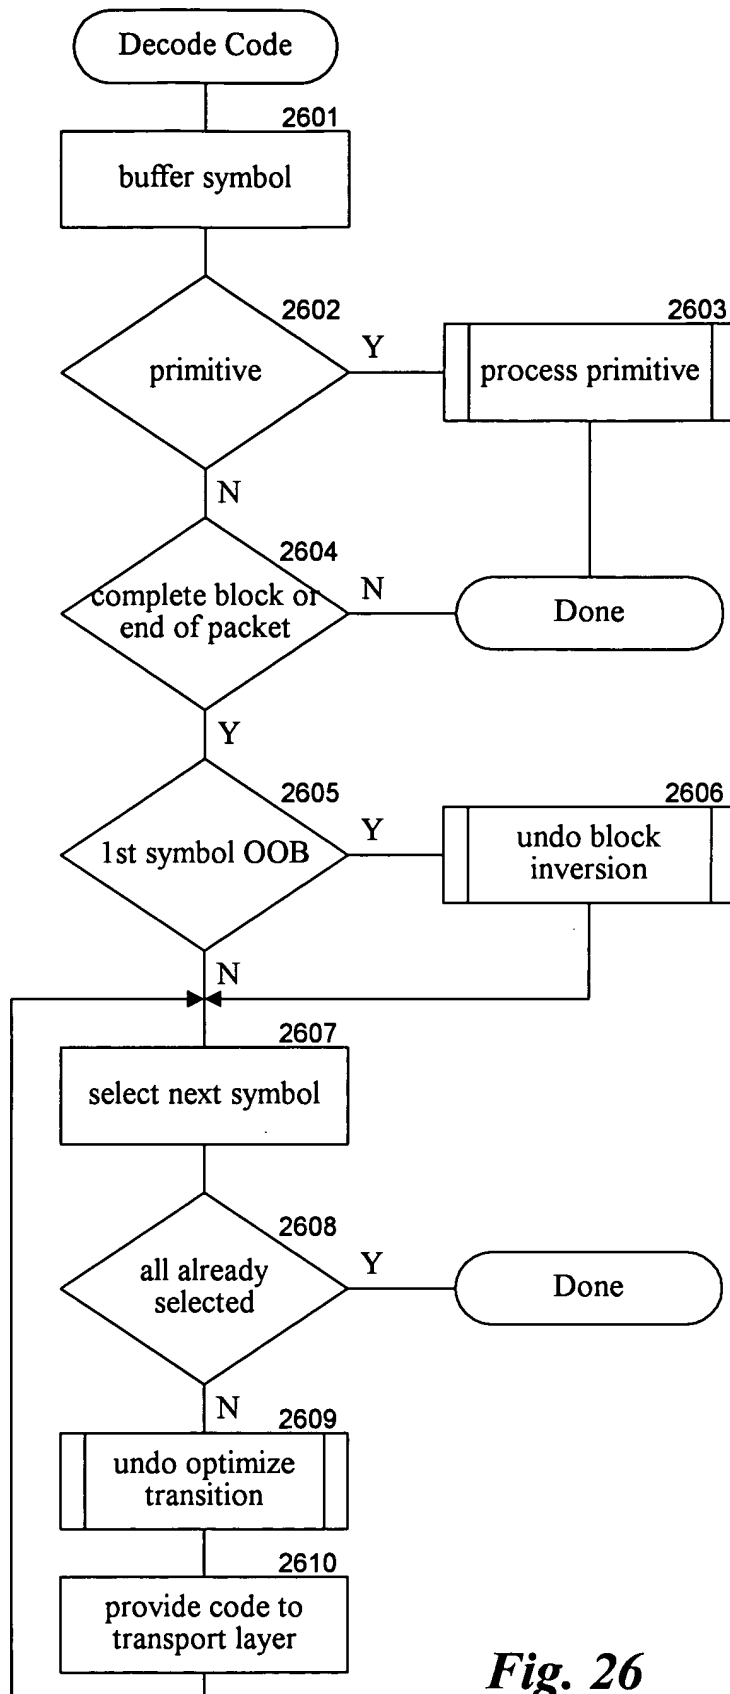 Decode Code
2601
buffer symbol
2602
primitive
Y
2603
process primitive
N
2604
complete block or
end of packet
N
Done
Y
2605
1st symbol OOB
Y
2606
undo block
inversion
N
2607
select next symbol
2608
all already
selected
Y
Done
N
2609
undo optimize
transition
2610
provide code to
transport layer
Fig. 26